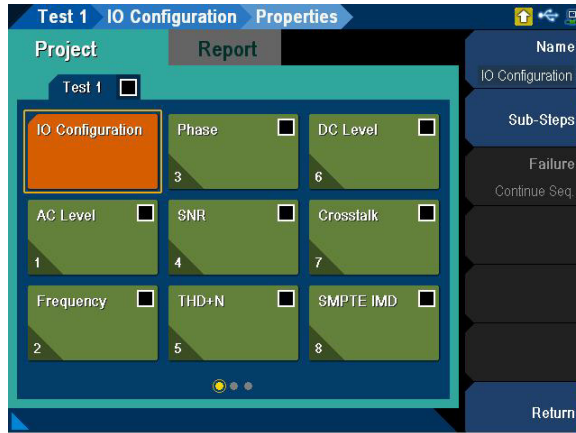 Test 1 IO Configuration Properties
Project Report
Test 1
IO Configuration
Phase
3
DC Level
6
AC Level
1
SNR
4
Crosstalk
7
Frequency
2
THD+N
5
SMPTE IMD
8
Name
IO Configuration
Sub-Steps
Failure
Continue Seq.
Return